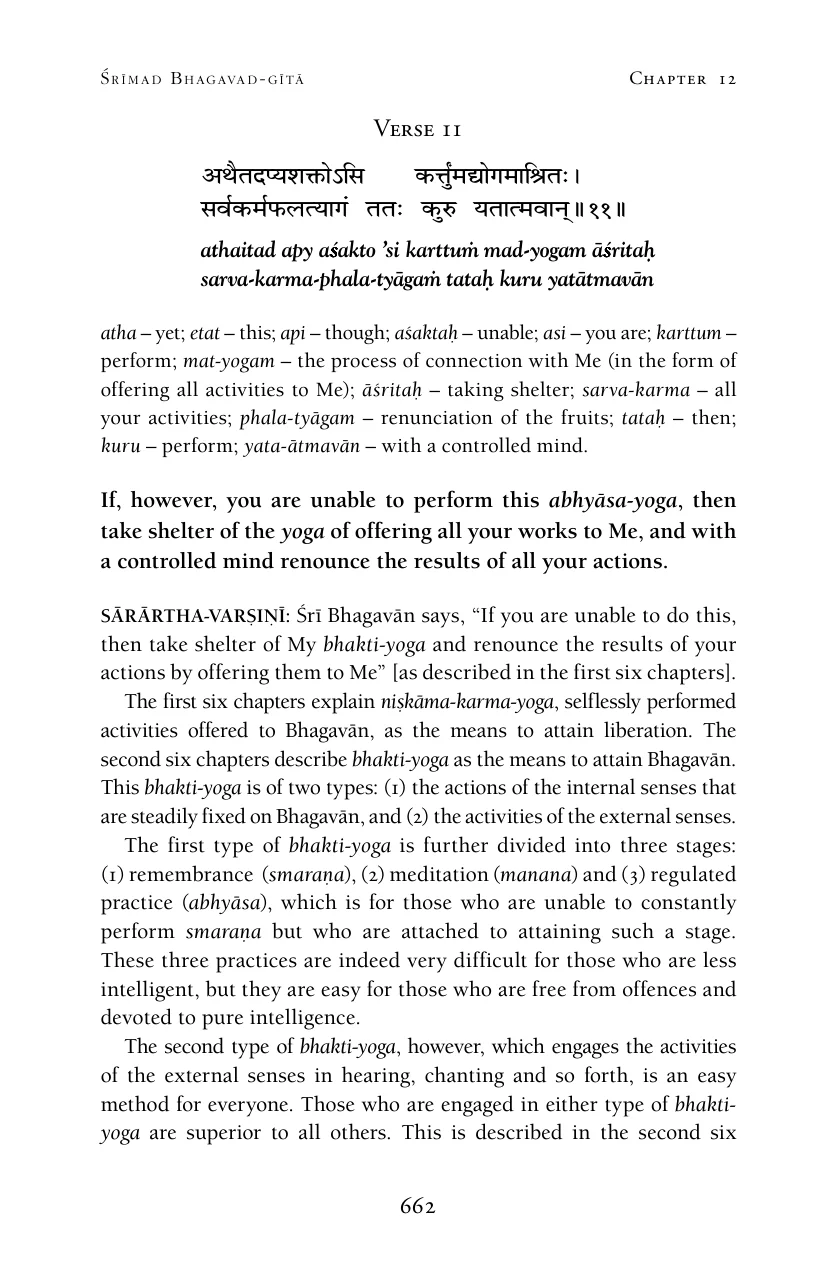 Śrīmad Bhagavad-gītā Chapter 12
Verse 11
अथैतदप्यशक्तोऽसि कर्त्तुंमद्योगमाश्रितः।
सर्वकर्मफलत्यागं ततः कुरु यतात्मवान्॥११॥
athaitad apy aśakto ’si karttuṁ mad-yogam āśritaḥ
sarva-karma-phala-tyāgaṁ tataḥ kuru yatātmavān
atha – yet; etat – this; api – though; aśaktaḥ – unable; asi – you are; karttum –
perform; mat-yogam – the process of connection with Me (in the form of
offering all activities to Me); āśritaḥ – taking shelter; sarva-karma – all
your activities; phala-tyāgam – renunciation of the fruits; tataḥ – then;
kuru – perform; yata-ātmavān – with a controlled mind.
If, however, you are unable to perform this abhyāsa-yoga, then
take shelter of the yoga of offering all your works to Me, and with
a controlled mind renounce the results of all your actions.
SĀRĀRTHA-VARṢIṆĪ: Śrī Bhagavān says, “If you are unable to do this,
then take shelter of My bhakti-yoga and renounce the results of your
actions by offering them to Me” [as described in the first six chapters].
The first six chapters explain niṣkāma-karma-yoga, selflessly performed
activities offered to Bhagavān, as the means to attain liberation. The
second six chapters describe bhakti-yoga as the means to attain Bhagavān.
This bhakti-yoga is of two types: (1) the actions of the internal senses that
are steadily fixed on Bhagavān, and (2) the activities of the external senses.
The first type of bhakti-yoga is further divided into three stages:
(1) remembrance (smaraṇa), (2) meditation (manana) and (3) regulated
practice (abhyāsa), which is for those who are unable to constantly
perform smaraṇa but who are attached to attaining such a stage.
These three practices are indeed very difficult for those who are less
intelligent, but they are easy for those who are free from offences and
devoted to pure intelligence.
The second type of bhakti-yoga, however, which engages the activities
of the external senses in hearing, chanting and so forth, is an easy
method for everyone. Those who are engaged in either type of bhakti-
yoga are superior to all others. This is described in the second six
662